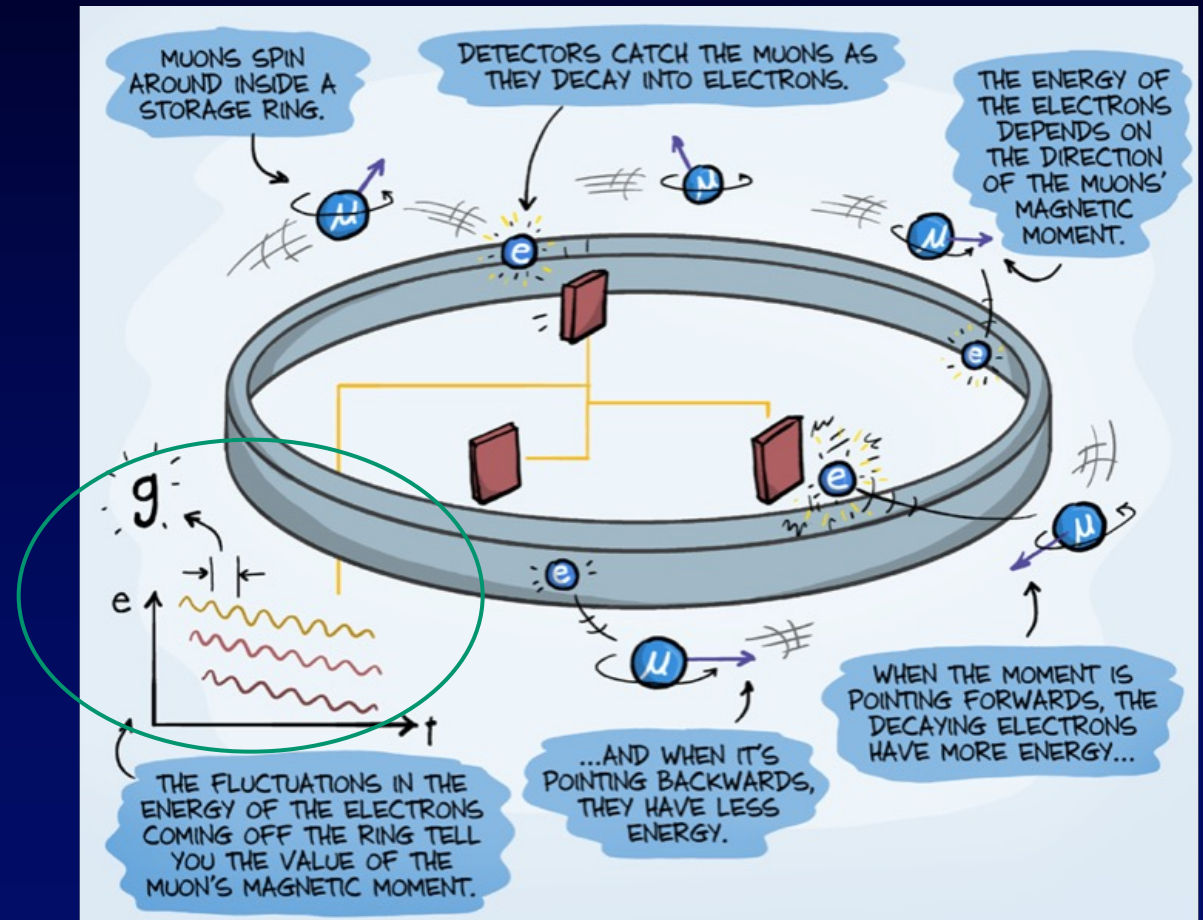 MUONS SPIN
AROUND INSIDE A
STORAGE RING.
DETECTORS CATCH THE MUONS AS
THEY DECAY INTO ELECTRONS.
THE ENERGY OF
THE ELECTRONS
DEPENDS ON
THE DIRECTION
OF THE MUONS'
MAGNETIC
MOMENT.
μ
μ
μ
e
e
e
μ
e
μ
g
e
t
WHEN THE MOMENT IS
POINTING FORWARDS, THE
DECAYING ELECTRONS
HAVE MORE ENERGY...
...AND WHEN IT'S
POINTING BACKWARDS,
THEY HAVE LESS
ENERGY.
THE FLUCTUATIONS IN THE
ENERGY OF THE ELECTRONS
COMING OFF THE RING TELL
YOU THE VALUE OF THE
MUON'S MAGNETIC MOMENT.